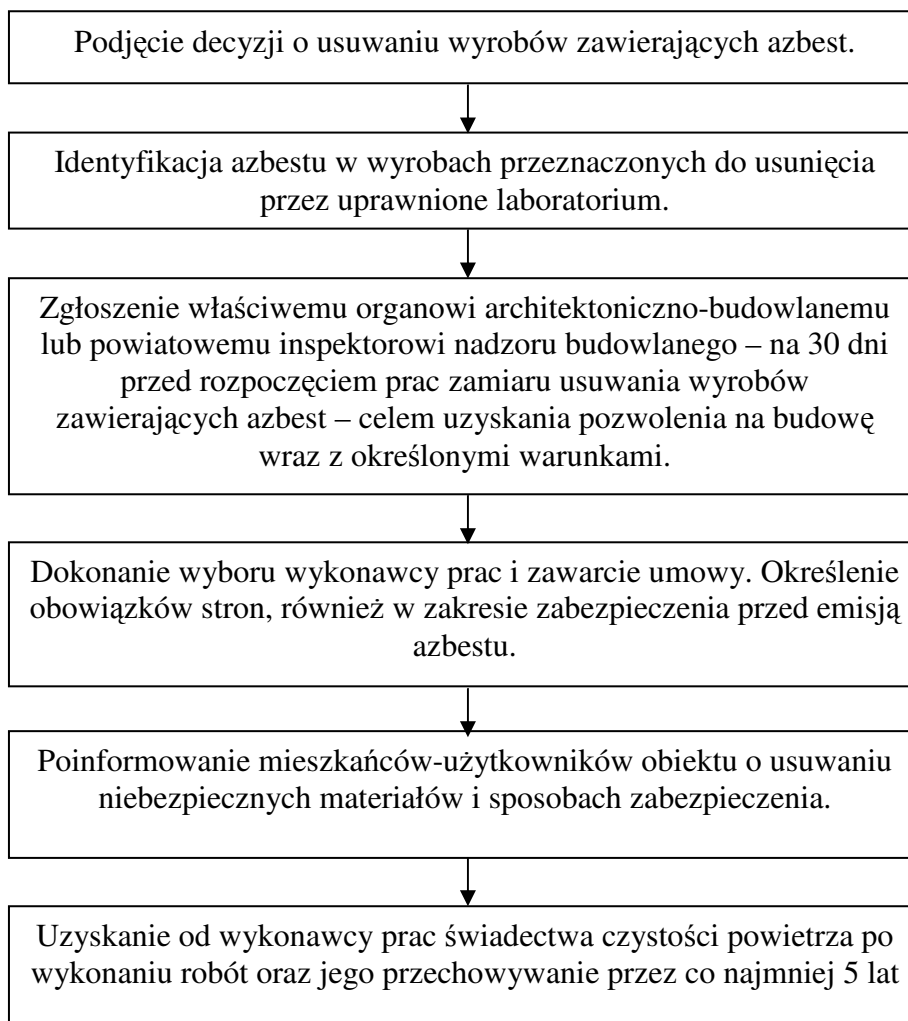 Podjęcie decyzji o usuwaniu wyrobów zawierających azbest.
Identyfikacja azbestu w wyrobach przeznaczonych do usunięcia
przez uprawnione laboratorium.
Zgłoszenie właściwemu organowi architektoniczno-budowlanemu
lub powiatowemu inspektorowi nadzoru budowlanego – na 30 dni
przed rozpoczęciem prac zamiaru usuwania wyrobów
zawierających azbest – celem uzyskania pozwolenia na budowę
wraz z określonymi warunkami.
Dokonanie wyboru wykonawcy prac i zawarcie umowy. Określenie
obowiązków stron, również w zakresie zabezpieczenia przed emisją
azbestu.
Poinformowanie mieszkańców-użytkowników obiektu o usuwaniu
niebezpiecznych materiałów i sposobach zabezpieczenia.
Uzyskanie od wykonawcy prac świadectwa czystości powietrza po
wykonaniu robót oraz jego przechowywanie przez co najmniej 5 lat